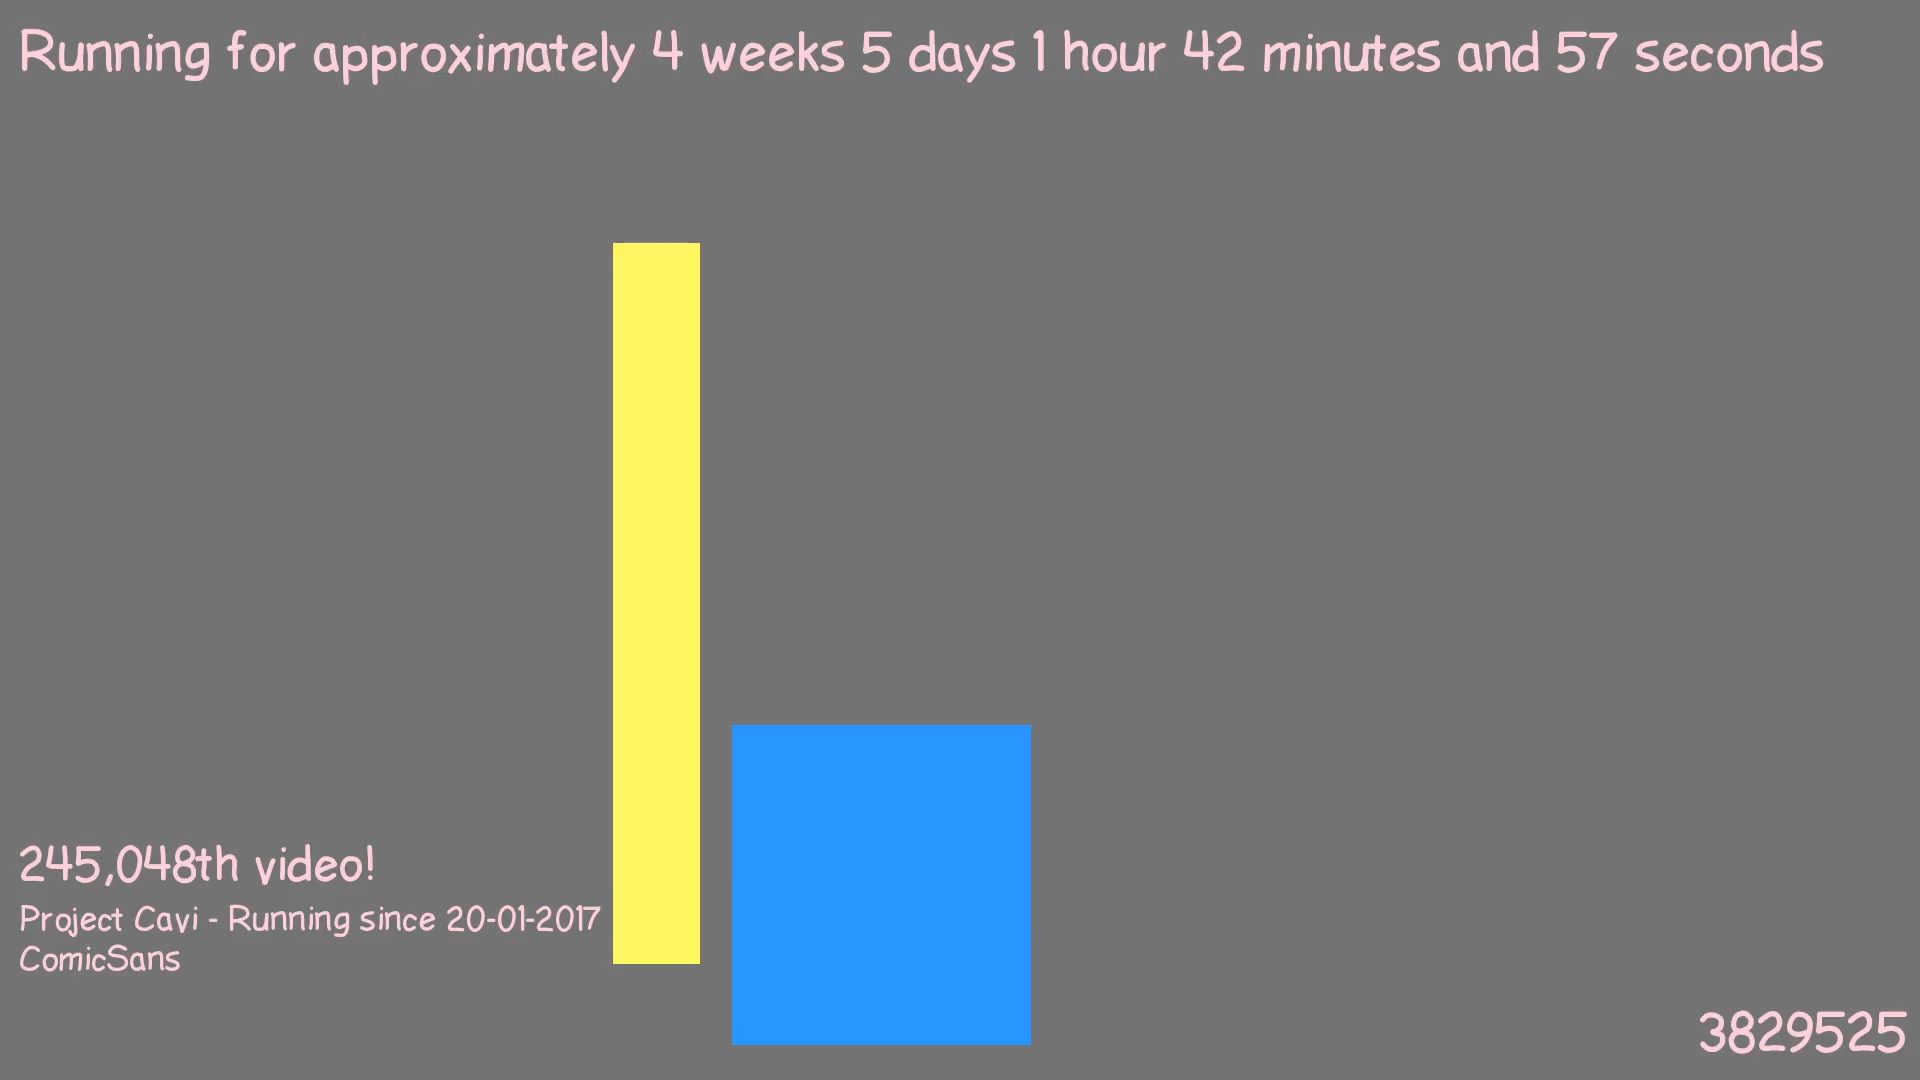 Running for approximately 4 weeks 5 days 1 hour 42 minutes and 57 seconds
245,048th video!
Project Cavi - Running since 20-01-2017
ComicSans
3829525